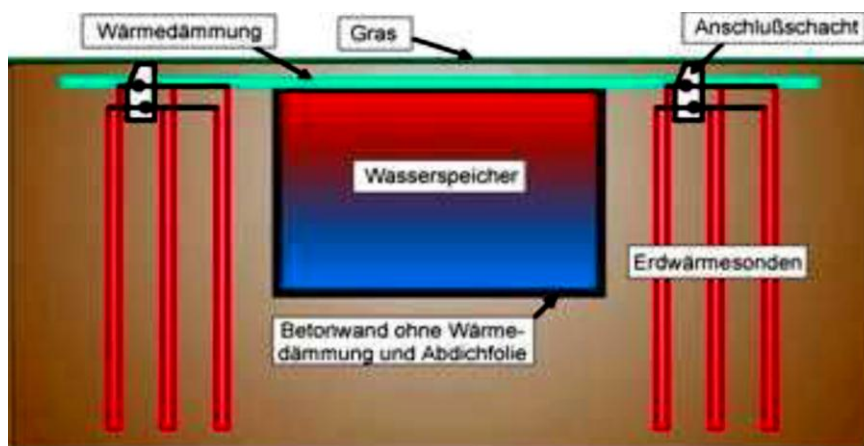 Wärmedämmung
Gras
Anschlußschacht
Wasserspeicher
Erdwärmesonden
Betonwand ohne Wärme-
dämmung und Abdichfolie